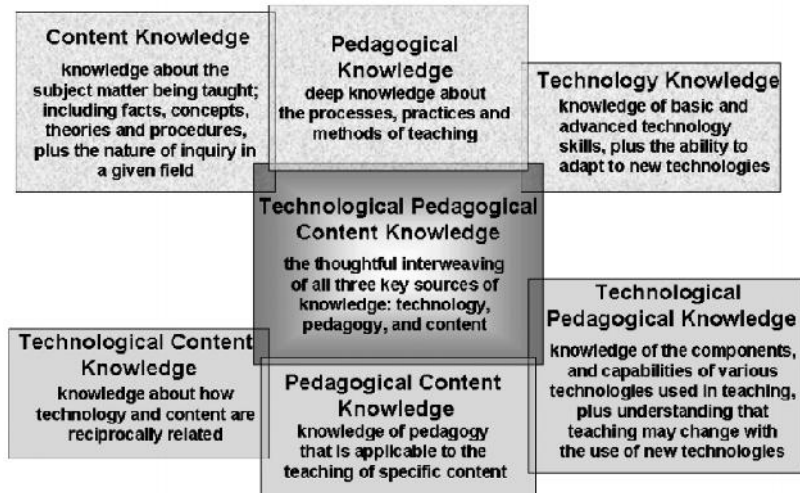 Content Knowledge
knowledge about the
subject matter being taught;
including facts, concepts,
theories and procedures,
plus the nature of inquiry in
a given field
Pedagogical
Knowledge
deep knowledge about
the processes, practices and
methods of teaching
Technology Knowledge
knowledge of basic and
advanced technology
skills, plus the ability to
adapt to new technologies
Technological Pedagogical
Content Knowledge
the thoughtful interweaving
of all three key sources of
knowledge: technology,
pedagogy, and content
Technological Content
Knowledge
knowledge about how
technology and content are
reciprocally related
Pedagogical Content
Knowledge
knowledge of pedagogy
that is applicable to the
teaching of specific content
Technological
Pedagogical Knowledge
knowledge of the components,
and capabilities of various
technologies used in teaching,
plus understanding that
teaching may change with
the use of new technologies